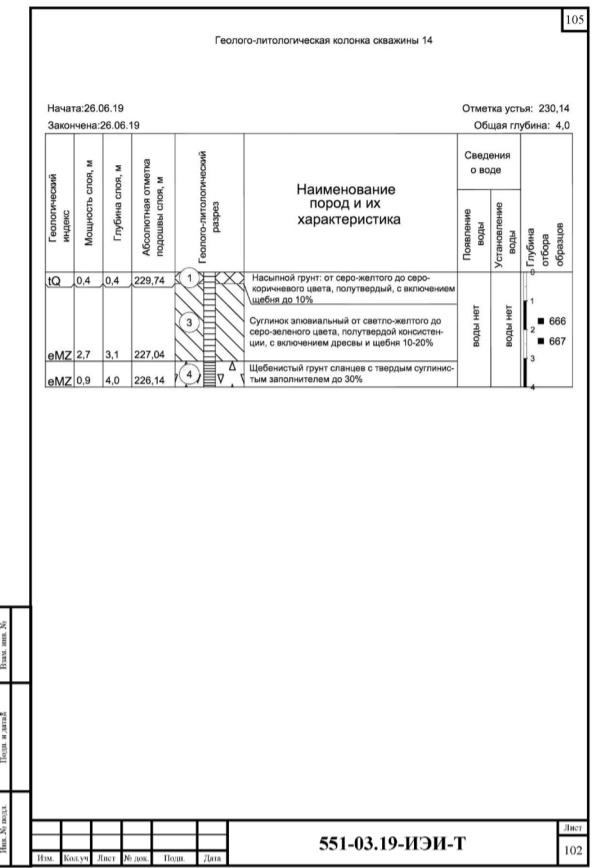 105
Геолого-литологическая колонка скважины 14
Начата:26.06.19
Отметка устья: 230,14
Закончена:26.06.19
Общая глубина: 4,0
Геологический
индекс
Мощность слоя, м
Глубина слоя, м
Абсолютная отметка
подошвы слоя, м
Геолого-литологический
разрез
Наименование
пород и их
характеристика
Сведения
о воде
Появление
воды
Установление
воды
Глубина
отбора
образцов
0
tQ 0,4 0,4 229,74 1
Насыпной грунт: от серо-желтого до серо-
коричневого цвета, полутвердый, с включением
щебня до 10%
1
3
Суглинок элювиальный от светло-желтого до
серо-зеленого цвета, полутвердой консистен-
ции, с включением дресвы и щебня 10-20%
воды нет
воды нет
666
2
667
eMZ 2,7 3,1 227,04
3
eMZ 0,9 4,0 226,14 4
Щебенистый грунт сланцев с твердым суглинис-
тым заполнителем до 30%
4
Взам. инв. №
Подп. и дата
Инв. № подл.
Изм. Кол.уч Лист № док. Подп. Дата
551-03.19-ИЭИ-Т
Лист
102